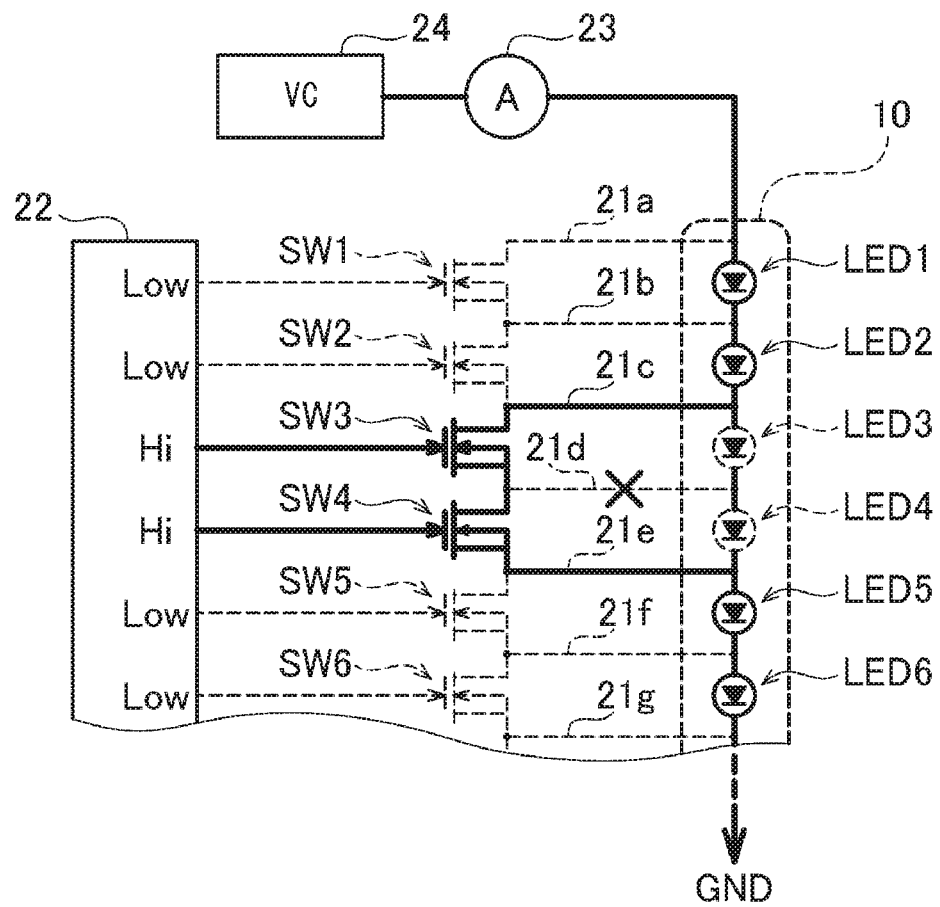 24
23
VC
A
10
22
21a
SW1
LED1
Low
21b
SW2
LED2
Low
21c
SW3
LED3
Hi
21d
SW4
LED4
Hi
21e
SW5
LED5
Low
21f
SW6
LED6
Low
21g
GND